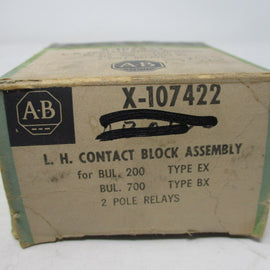 A-B
X-107422
L. H. CONTACT BLOCK ASSEMBLY
for BUL. 200 TYPE EX
BUL. 700 TYPE BX
2 POLE RELAYS